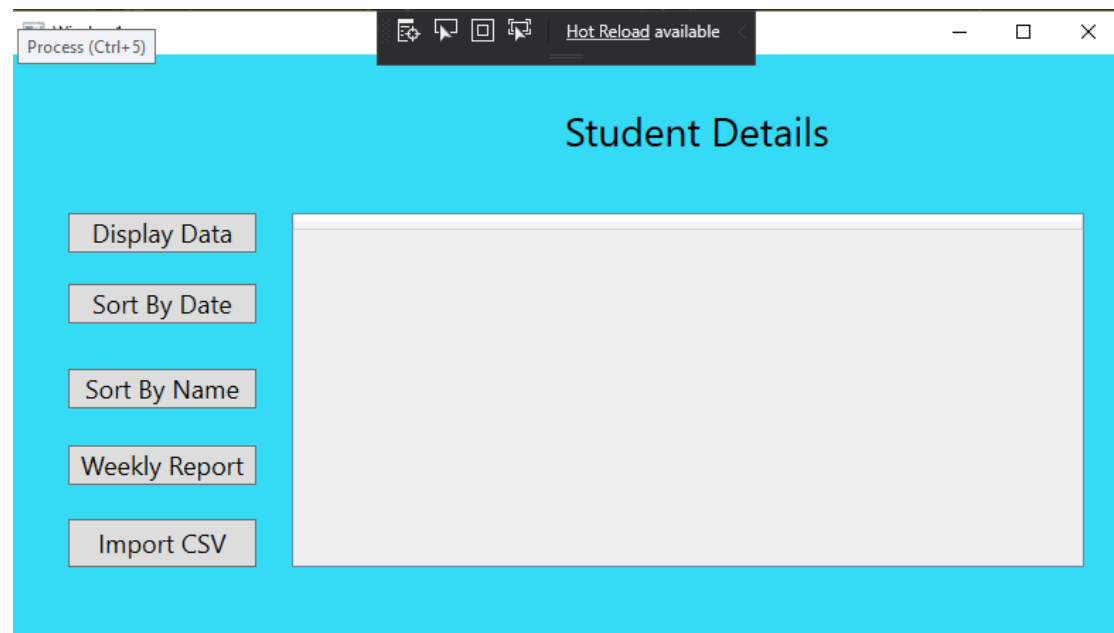 Process (Ctrl+5)
Hot Reload available
Student Details
Display Data
Sort By Date
Sort By Name
Weekly Report
Import CSV